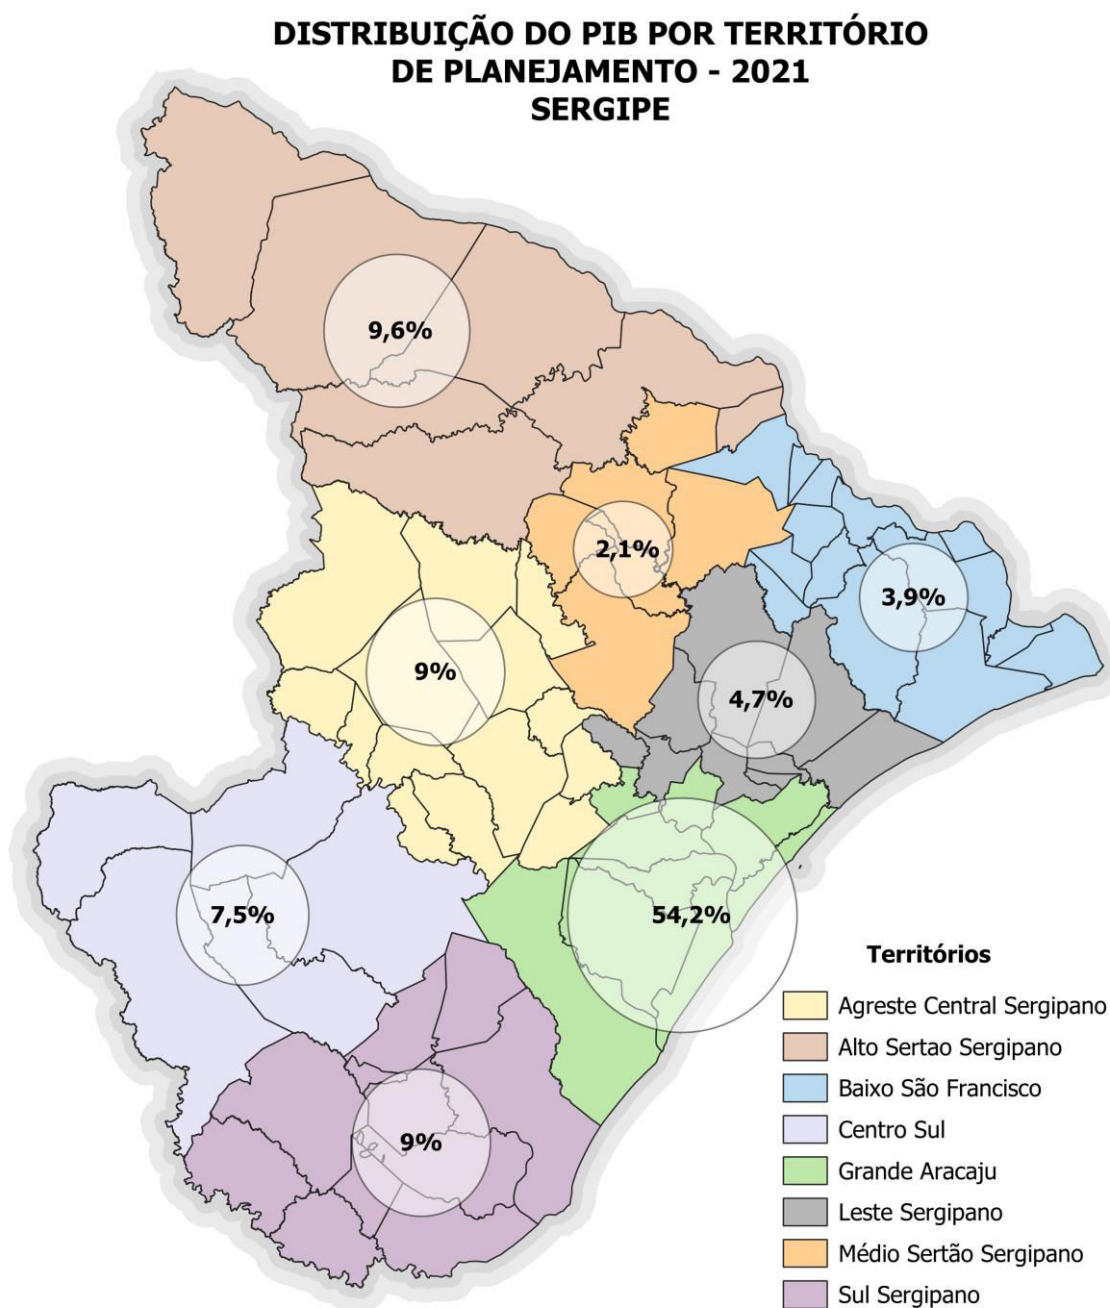 DISTRIBUIÇÃO DO PIB POR TERRITÓRIO
DE PLANEJAMENTO - 2021
SERGIPE
9,6%
2,1%
3,9%
9%
4,7%
7,5%
54,2%
9%
Territórios
Agreste Central Sergipano
Alto Sertao Sergipano
Baixo São Francisco
Centro Sul
Grande Aracaju
Leste Sergipano
Médio Sertão Sergipano
Sul Sergipano